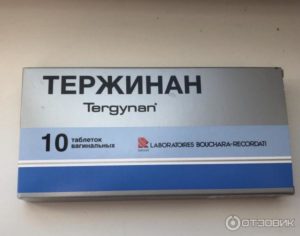 ТЕРЖИНАН
Tergynan
10 таблеток вагинальных
LABORATOIRES BOUCHARA-RECORDATI
ОТЗОВИК